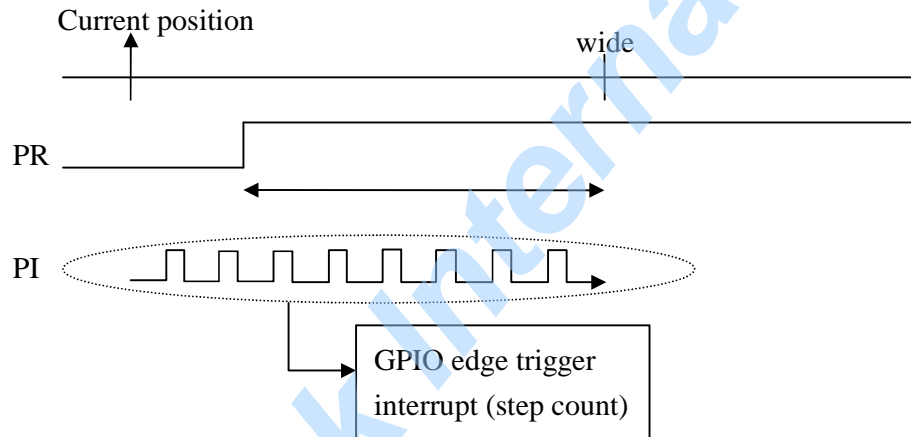 Current position
wide
PR
PI
GPIO edge trigger
interrupt (step count)